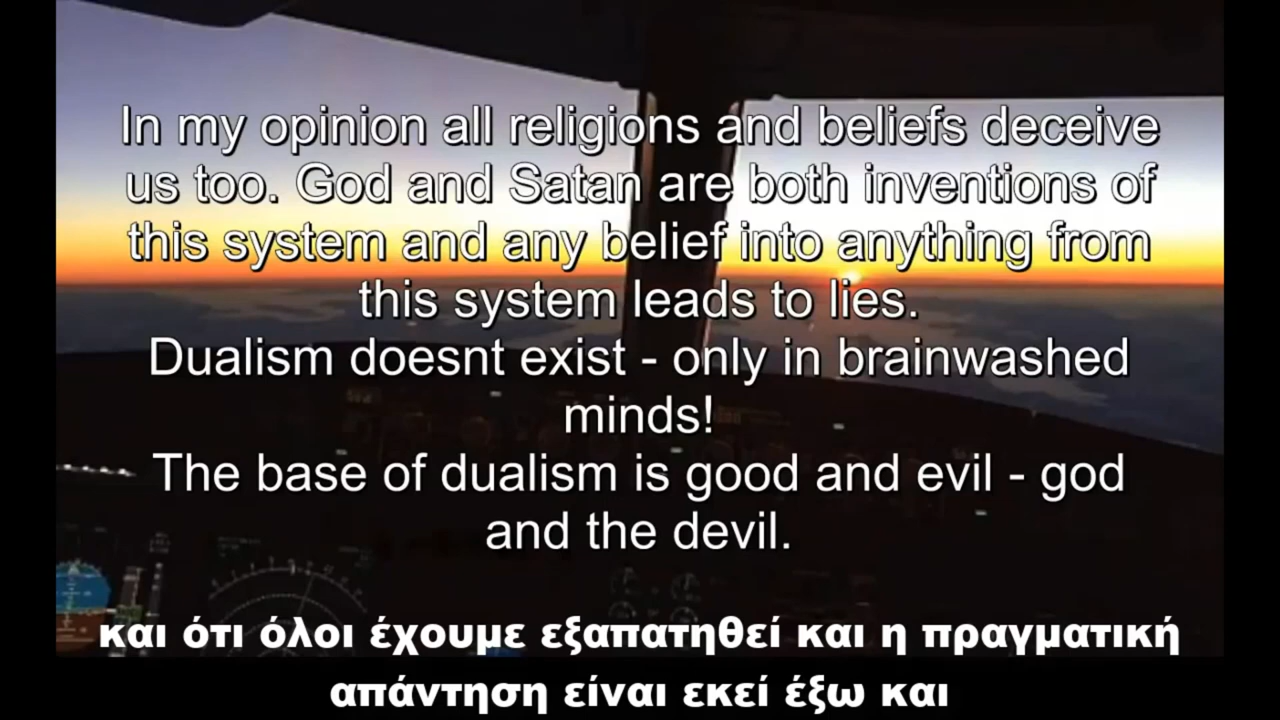 In my opinion all religions and beliefs deceive
us too. God and Satan are both inventions of
this system and any belief into anything from
this system leads to lies.
Dualism doesnt exist - only in brainwashed
minds!
The base of dualism is good and evil - god
and the devil.
και ότι όλοι έχουμε εξαπατηθεί και η πραγματική
απάντηση είναι εκεί έξω και